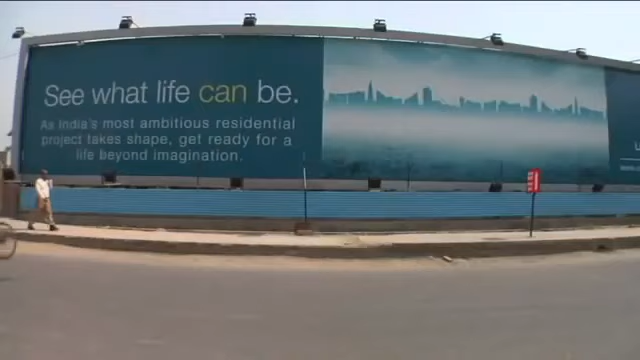 See what life can be.
As India's most ambitious residential
project takes shape, get ready for a
life beyond imagination.